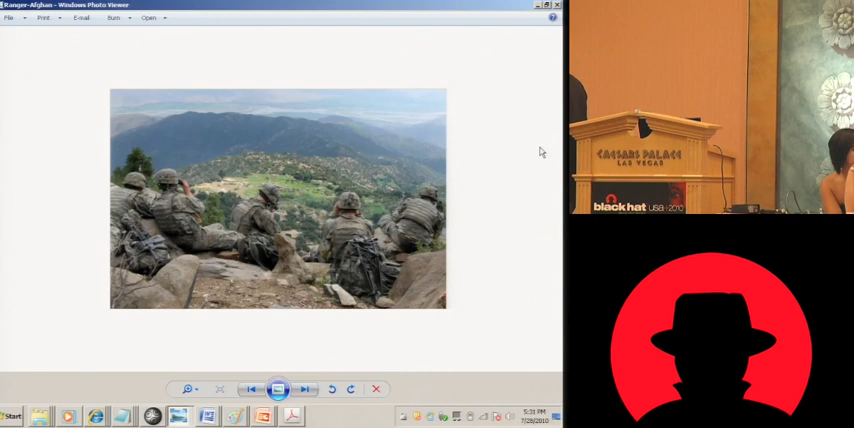 Ranger-Afghan - Windows Photo Viewer
File Print E-mail Burn Open
Start
5:31 PM
7/28/2010
CAESARS PALACE
LAS VEGAS
black hat usa+2010